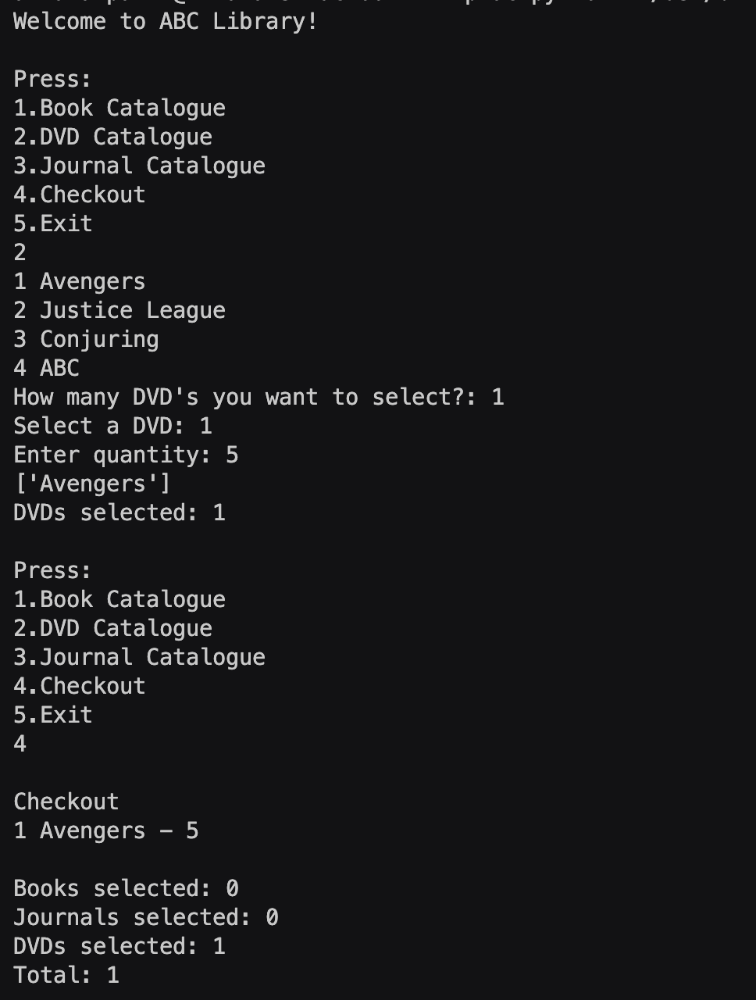 Welcome to ABC Library!
Press:
1.Book Catalogue
2.DVD Catalogue
3.Journal Catalogue
4.Checkout
5.Exit
2
1 Avengers
2 Justice League
3 Conjuring
4 ABC
How many DVD's you want to select?: 1
Select a DVD: 1
Enter quantity: 5
['Avengers']
DVDs selected: 1
Press:
1.Book Catalogue
2.DVD Catalogue
3.Journal Catalogue
4.Checkout
5.Exit
4
Checkout
1 Avengers – 5
Books selected: 0
Journals selected: 0
DVDs selected: 1
Total: 1